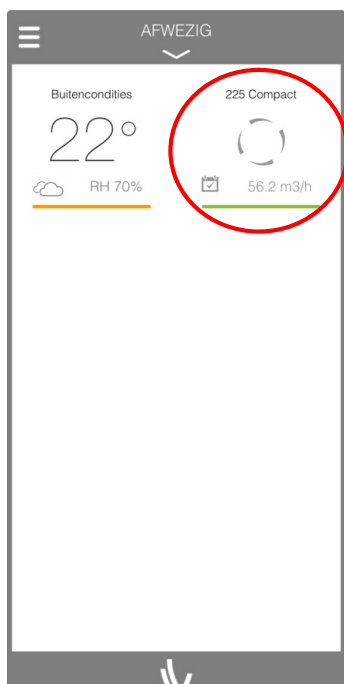 AFWEZIG
Buitencondities
22°
RH 70%
225 Compact
56.2 m3/h